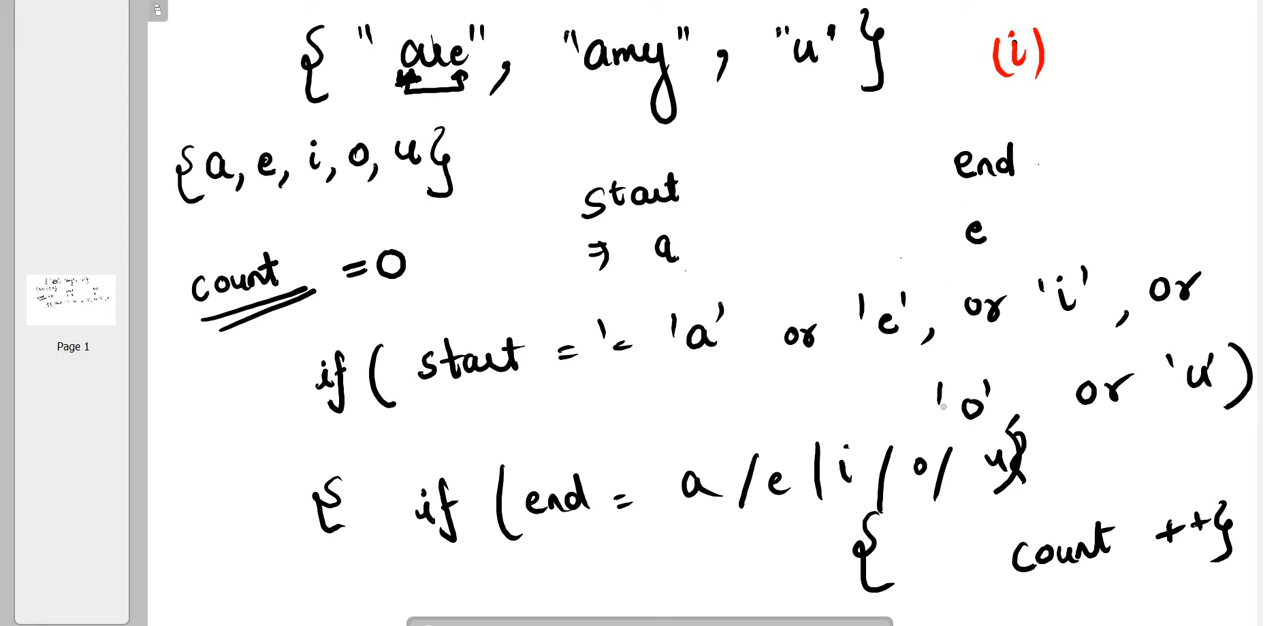 { "are", "amy", "u" } (i)
{a, e, i, o, u}
start end
count = 0
⇒ a e
if ( start == 'a' or 'e', or 'i', or
'o', or 'u' )
{ if ( end = a/e/i/o/u )
{ count ++ }
Page 1